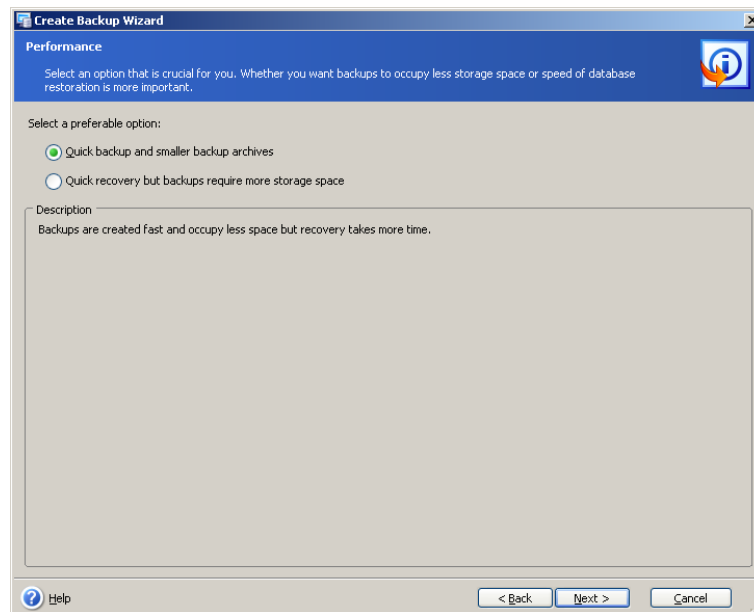 Create Backup Wizard
Performance
Select an option that is crucial for you. Whether you want backups to occupy less storage space or speed of database
restoration is more important.
Select a preferable option:
Quick backup and smaller backup archives
Quick recovery but backups require more storage space
Description
Backups are created fast and occupy less space but recovery takes more time.
Help
< Back
Next >
Cancel